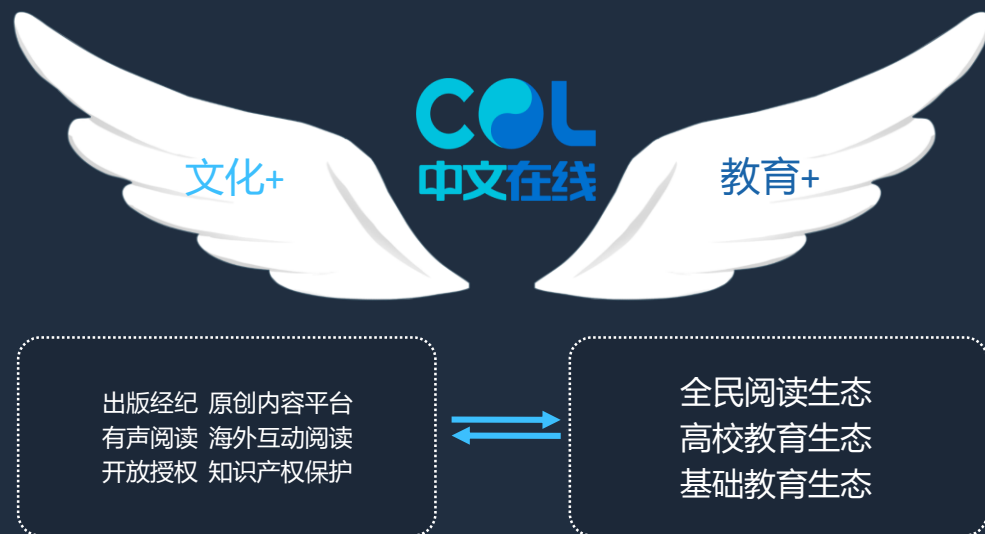 COL
中文在线
文化+
教育+
出版经纪 原创内容平台
有声阅读 海外互动阅读
开放授权 知识产权保护
全民阅读生态
高校教育生态
基础教育生态